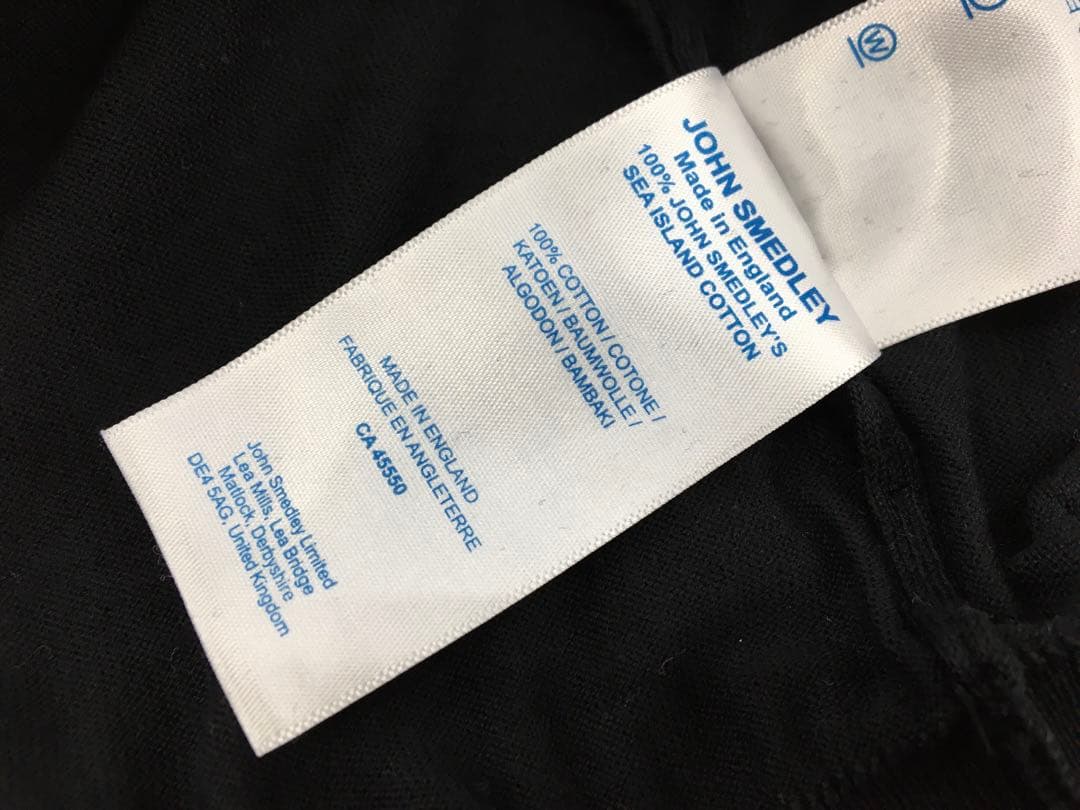 W
JOHN SMEDLEY
Made in England
100% JOHN SMEDLEY'S
SEA ISLAND COTTON
100% COTTON / COTONE /
KATOEN / BAUMWOLLE /
ALGODON / BAMBAKI
MADE IN ENGLAND
FABRIQUE EN ANGLETERRE
CA 45550
John Smedley Limited
Lea Mills, Lea Bridge
Matlock, Derbyshire
DE4 5AG, United Kingdom